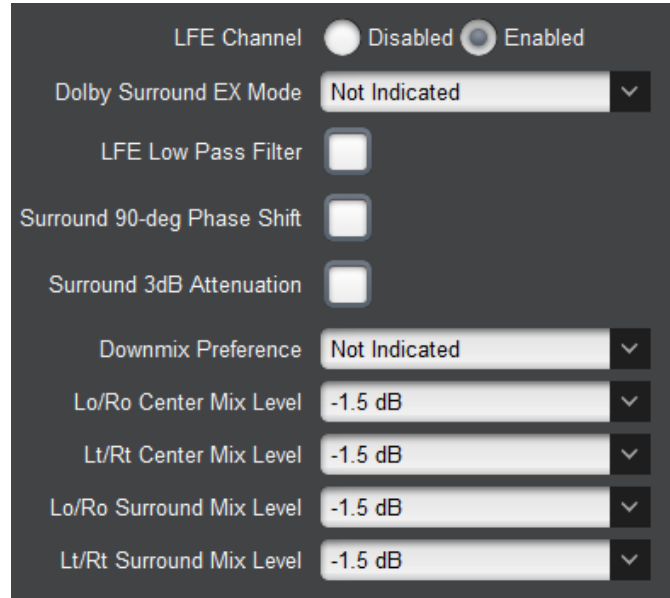 LFE Channel Disabled Enabled
Dolby Surround EX Mode Not Indicated
LFE Low Pass Filter
Surround 90-deg Phase Shift
Surround 3dB Attenuation
Downmix Preference Not Indicated
Lo/Ro Center Mix Level -1.5 dB
Lt/Rt Center Mix Level -1.5 dB
Lo/Ro Surround Mix Level -1.5 dB
Lt/Rt Surround Mix Level -1.5 dB